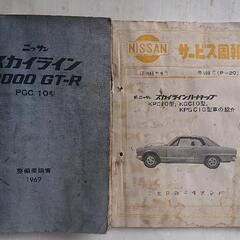 ニッサン
スカイライン
2000 GT-R
PGC 10型
整備要領書
1969
NISSAN
サービス周報
ニッサン スカイラインハードトップ
KPC10型, KGC10型,
KPGC10型車の紹介